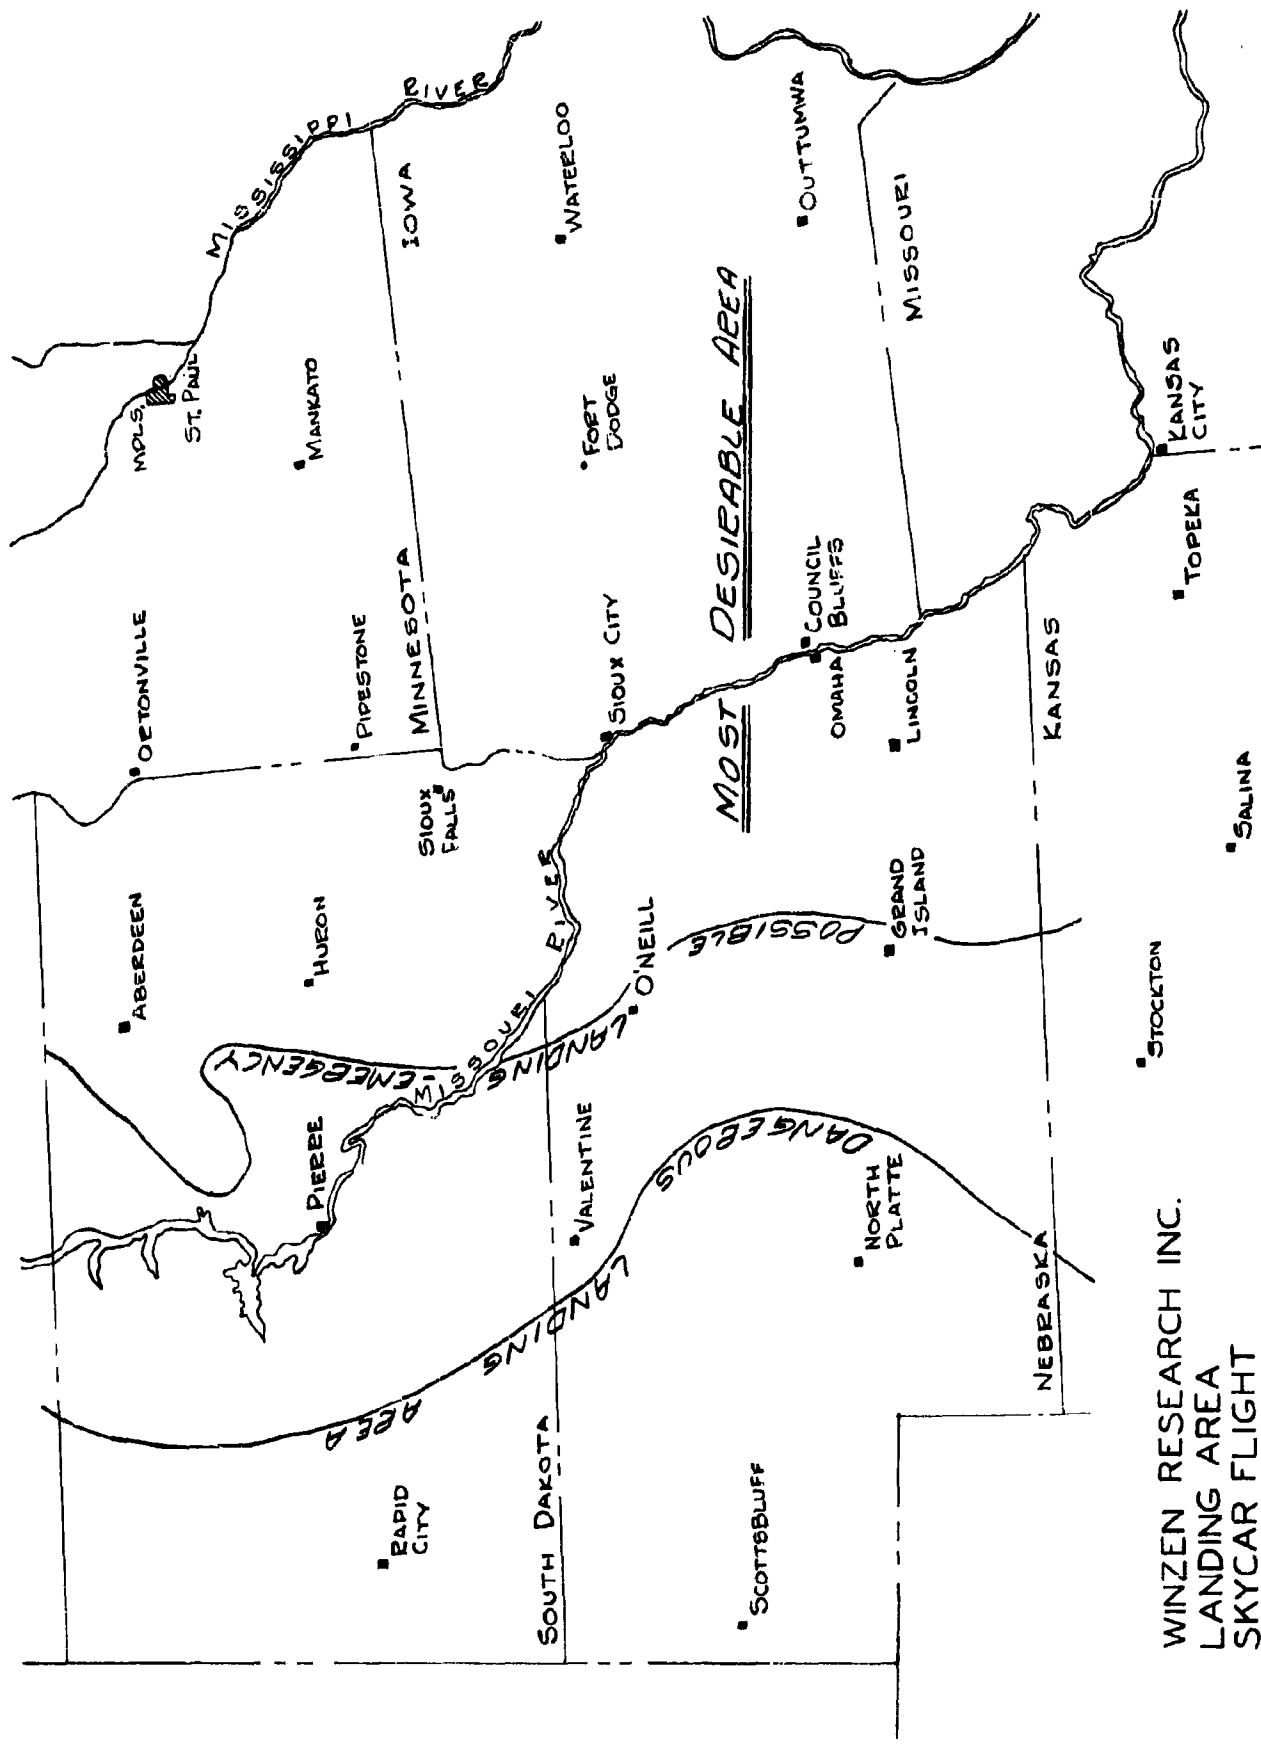 MISSISSIPPI RIVER
MPLS.
ST. PAUL
ORTONVILLE
ABERDEEN
MANKATO
PIPESTONE
HURON
PIERRE
MINNESOTA
IOWA
SIOUX
FALLS
RAPID
CITY
WATERLOO
FORT
DODGE
SIOUX CITY
MISSOURI RIVER
SOUTH DAKOTA
VALENTINE
O'NEILL
POSSIBLE
LANDING
-EMERGENCY
DANGEROUS
LANDING
AREA
MOST DESIRABLE AREA
SCOTTSBLUFF
OUTTUMWA
COUNCIL
BLUFFS
OMAHA
LINCOLN
GRAND
ISLAND
NORTH
PLATTE
MISSOURI
NEBRASKA
KANSAS
KANSAS
CITY
TOPEKA
SALINA
STOCKTON
WINZEN RESEARCH INC.
LANDING AREA
SKYCAR FLIGHT